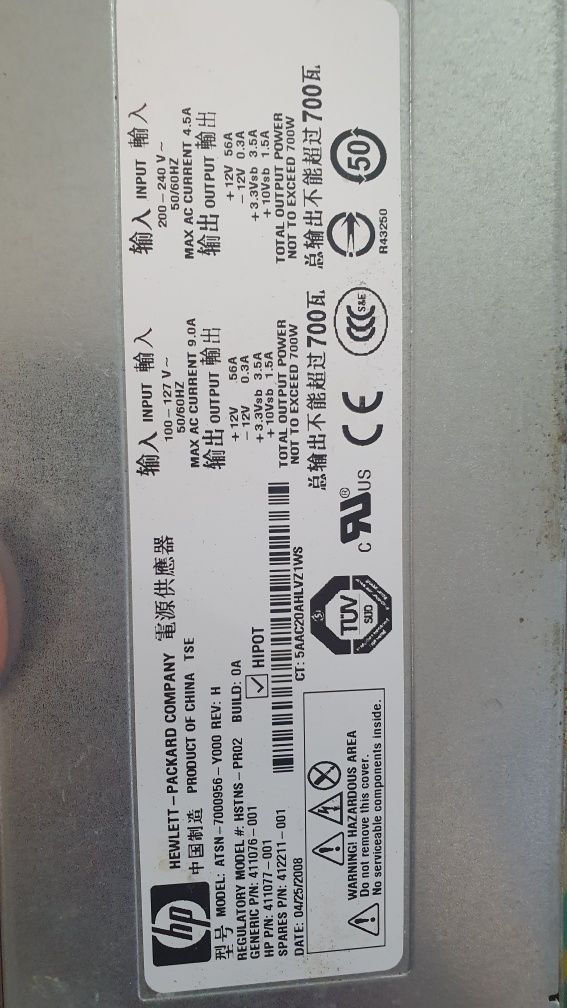 hp
HEWLETT-PACKARD COMPANY 電源供應器
中国制造 PRODUCT OF CHINA TSE
型号 MODEL: ATSN-7000956-Y000 REV: H
REGULATORY MODEL #: HSTNS-PR02 BUILD: 0A
GENERIC P/N: 411076-001
HP P/N: 411077-001
SPARES P/N: 412211-001
DATE: 04/25/2008
HIPOT
CT: 5AAC20AHLVZ1WS
WARNING! HAZARDOUS AREA
Do not remove this cover.
No serviceable components inside.
TÜV
SÜD
输入 INPUT 輸入
100-127 V~
50/60HZ
MAX AC CURRENT 9.0A
输出 OUTPUT 輸出
+12V 56A
-12V 0.3A
+3.3Vsb 3.5A
+10Vsb 1.5A
TOTAL OUTPUT POWER
NOT TO EXCEED 700W
总输出不能超过700瓦
c RU ® US
CE
CCC S&E
输入 INPUT 輸入
200-240 V~
50/60HZ
MAX AC CURRENT 4.5A
输出 OUTPUT 輸出
+12V 56A
-12V 0.3A
+3.3Vsb 3.5A
+10Vsb 1.5A
TOTAL OUTPUT POWER
NOT TO EXCEED 700W
总输出不能超过700瓦
50
R43250